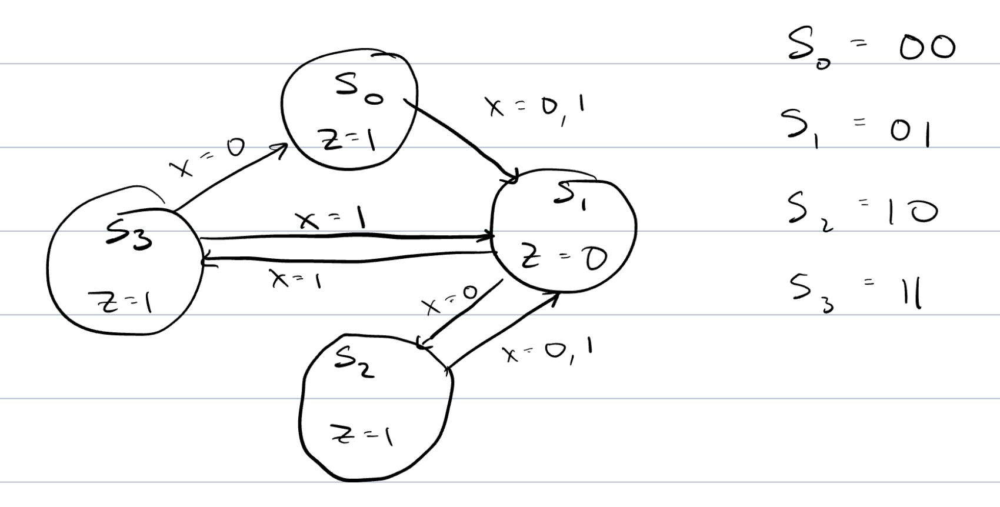 S₀
Z=1
x=0,1
x=0
S₁
Z=0
x=1
x=1
S₃
Z=1
x=0
x=0,1
S₂
Z=1
S₀ = 00
S₁ = 01
S₂ = 10
S₃ = 11